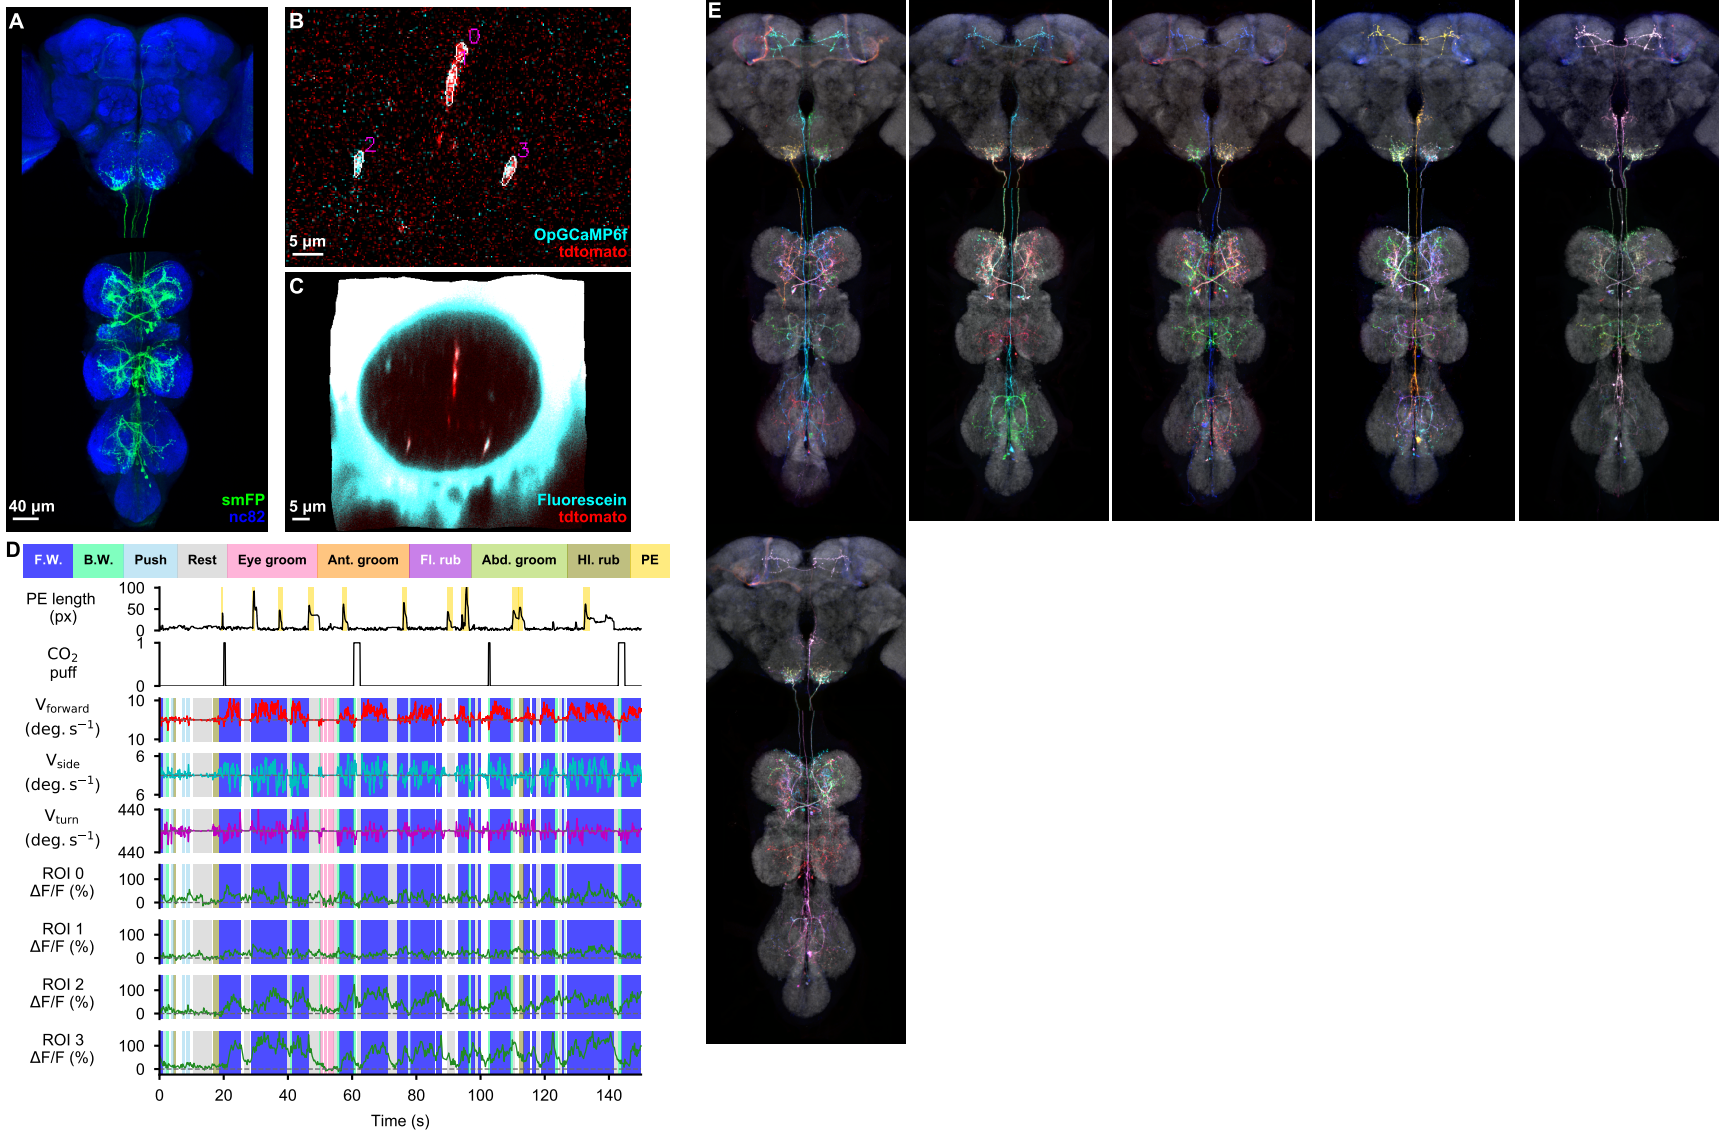 A
smFP
nc82
40 µm
B
0
1
2
3
OpGCaMP6f
tdtomato
5 µm
C
Fluorescein
tdtomato
5 µm
D
F.W. B.W. Push Rest Eye groom Ant. groom Fl. rub Abd. groom Hl. rub PE
PE length
(px)
100
50
0
CO₂
puff
1
0
V_forward
(deg. s⁻¹)
10
10
V_side
(deg. s⁻¹)
6
6
V_turn
(deg. s⁻¹)
440
440
ROI 0
ΔF/F (%)
100
0
ROI 1
ΔF/F (%)
100
0
ROI 2
ΔF/F (%)
100
0
ROI 3
ΔF/F (%)
100
0
0 20 40 60 80 100 120 140
Time (s)
E